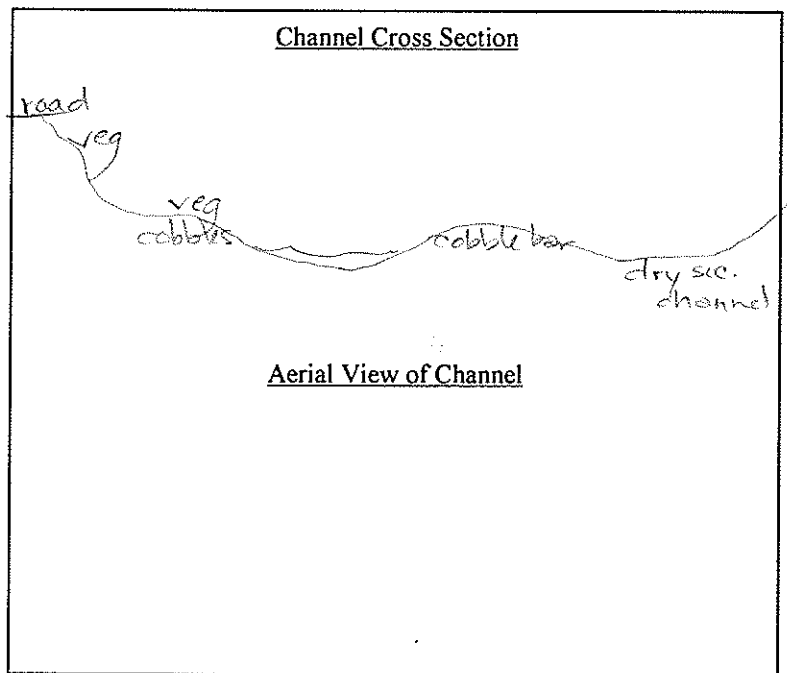 Channel Cross Section
road
veg
veg
cobbles
cobble bar
dry sec.
channel
Aerial View of Channel